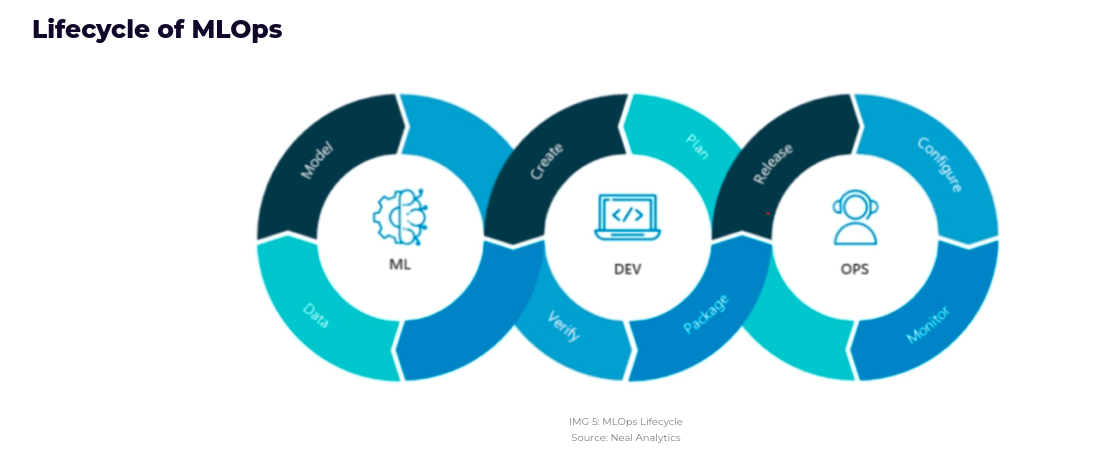 Lifecycle of MLOps
Model
Create
Plan
Release
Configure
</>
ML
DEV
OPS
Data
Verify
Package
Monitor
IMG 5: MLOps Lifecycle
Source: Neal Analytics